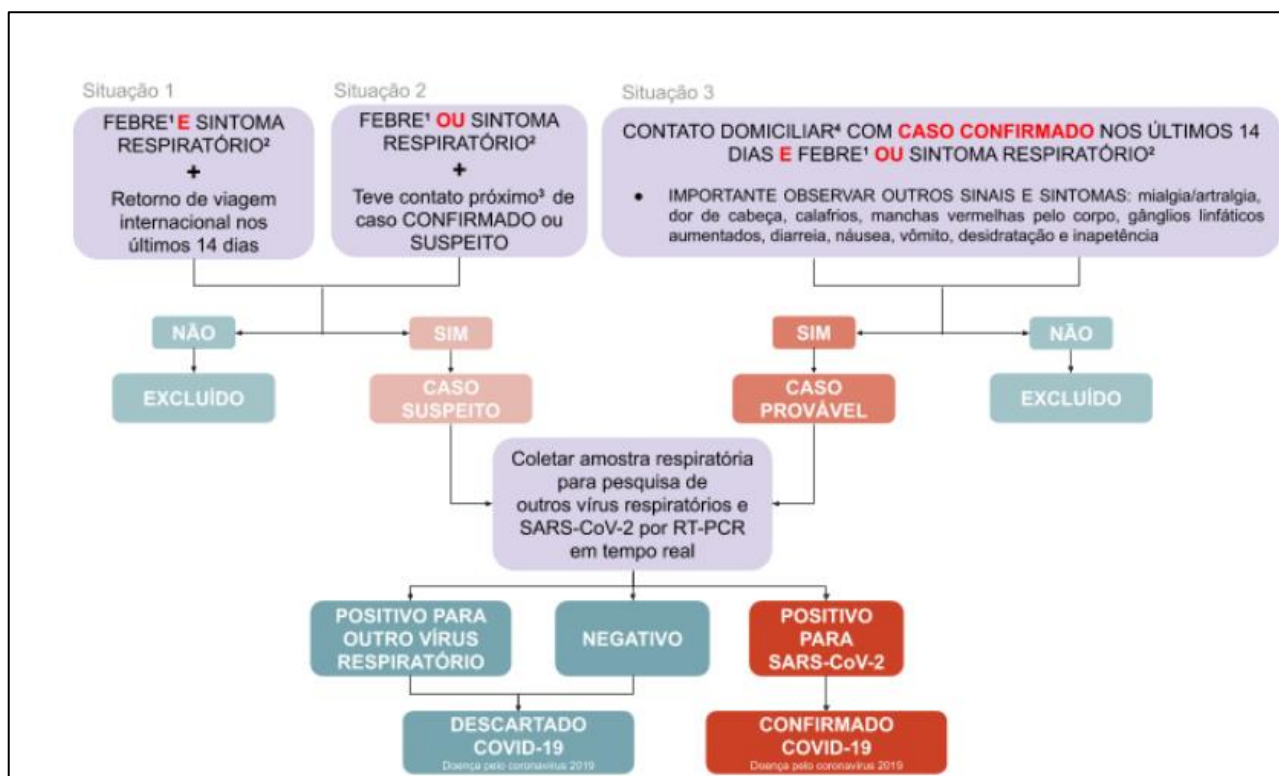 Situação 1
FEBRE¹ E SINTOMA
RESPIRATÓRIO²
+
Retorno de viagem
internacional nos
últimos 14 dias
Situação 2
FEBRE¹ OU SINTOMA
RESPIRATÓRIO²
+
Teve contato próximo³ de
caso CONFIRMADO ou
SUSPEITO
Situação 3
CONTATO DOMICILIAR⁴ COM CASO CONFIRMADO NOS ÚLTIMOS 14
DIAS E FEBRE¹ OU SINTOMA RESPIRATÓRIO²
● IMPORTANTE OBSERVAR OUTROS SINAIS E SINTOMAS: mialgia/artralgia,
dor de cabeça, calafrios, manchas vermelhas pelo corpo, gânglios linfáticos
aumentados, diarreia, náusea, vômito, desidratação e inapetência
NÃO
SIM
SIM
NÃO
EXCLUÍDO
CASO
SUSPEITO
CASO
PROVÁVEL
EXCLUÍDO
Coletar amostra respiratória
para pesquisa de
outros vírus respiratórios e
SARS-CoV-2 por RT-PCR
em tempo real
POSITIVO PARA
OUTRO VÍRUS
RESPIRATÓRIO
NEGATIVO
POSITIVO
PARA
SARS-CoV-2
DESCARTADO
COVID-19
Doença pelo coronavírus 2019
CONFIRMADO
COVID-19
Doença pelo coronavírus 2019